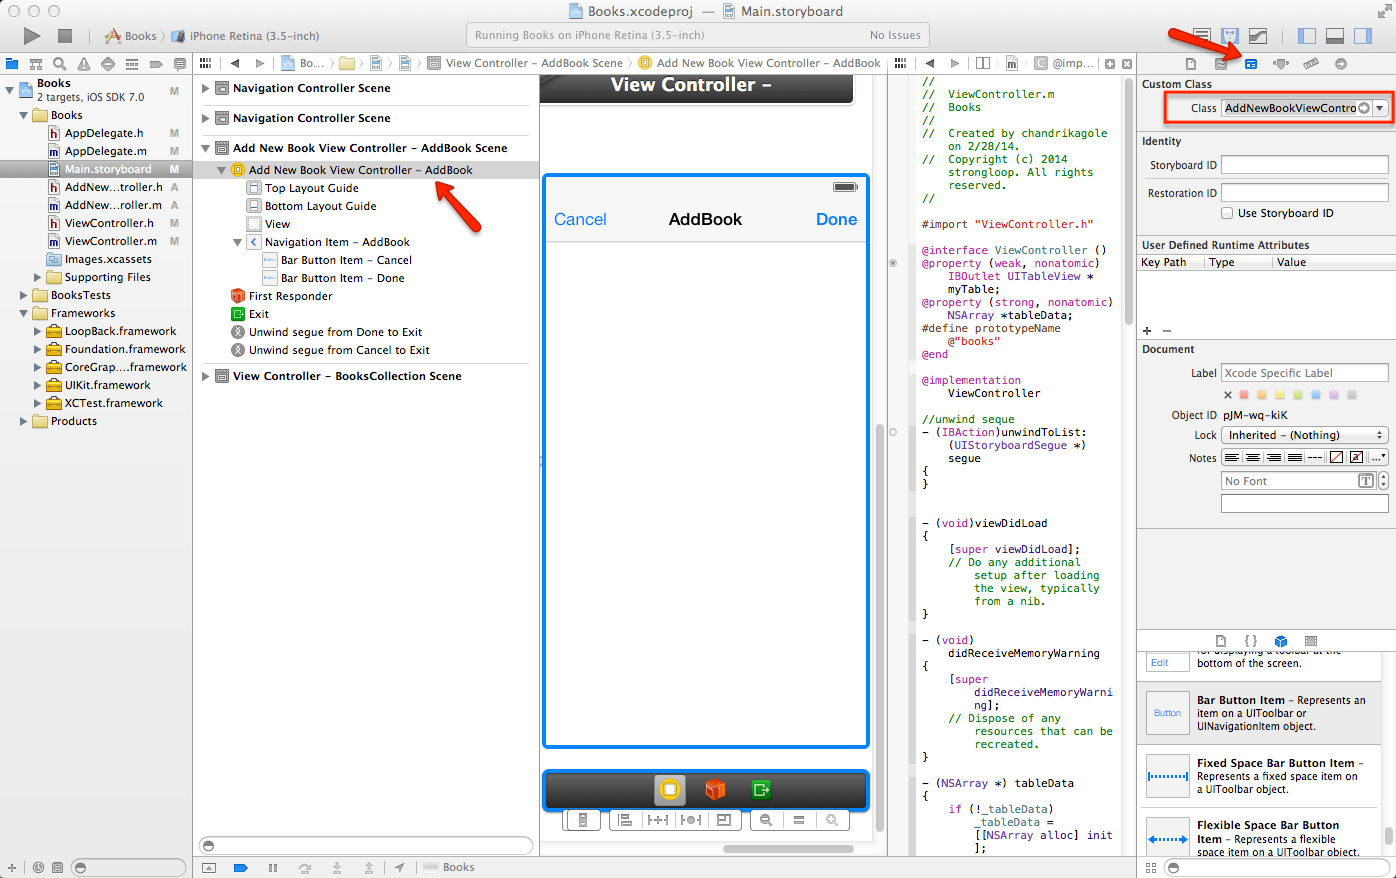 Books.xcodeproj — Main.storyboard
Books
iPhone Retina (3.5-inch)
Running Books on iPhone Retina (3.5-inch)
No Issues
Bo...
View Controller – AddBook Scene
Add New Book View Controller – AddBook
@imp...
Books
2 targets, iOS SDK 7.0
M
Books
AppDelegate.h
M
AppDelegate.m
M
Main.storyboard
M
AddNew...troller.h
A
AddNew...roller.m
A
ViewController.h
M
ViewController.m
M
Images.xcassets
Supporting Files
BooksTests
Frameworks
LoopBack.framework
Foundation.framework
CoreGrap....framework
UIKit.framework
XCTest.framework
Products
Navigation Controller Scene
Navigation Controller Scene
Add New Book View Controller – AddBook Scene
Add New Book View Controller – AddBook
Top Layout Guide
Bottom Layout Guide
View
Navigation Item – AddBook
Bar Button Item – Cancel
Bar Button Item – Done
First Responder
Exit
Unwind segue from Done to Exit
Unwind segue from Cancel to Exit
View Controller – BooksCollection Scene
View Controller –
Cancel
AddBook
Done
Books
//
// ViewController.m
// Books
//
// Created by chandrikagole
on 2/28/14.
// Copyright (c) 2014
strongloop. All rights
reserved.
//
#import "ViewController.h"
@interface ViewController ()
@property (weak, nonatomic)
IBOutlet UITableView *
myTable;
@property (strong, nonatomic)
NSArray *tableData;
#define prototypeName
@"books"
@end
@implementation
ViewController
//unwind seque
- (IBAction)unwindToList:
(UIStoryboardSegue *)
segue
{
}
- (void)viewDidLoad
{
[super viewDidLoad];
// Do any additional
setup after loading
the view, typically
from a nib.
}
- (void)
didReceiveMemoryWarning
{
[super
didReceiveMemoryWarni
ng];
// Dispose of any
resources that can be
recreated.
}
- (NSArray *) tableData
{
if (!_tableData)
_tableData =
[[NSArray alloc] init
];
Custom Class
Class
AddNewBookViewContro
Identity
Storyboard ID
Restoration ID
Use Storyboard ID
User Defined Runtime Attributes
Key Path
Type
Value
Document
Label
Xcode Specific Label
Object ID
pJM-wq-kiK
Lock
Inherited – (Nothing)
Notes
No Font
Edit
for displaying a toolbar at the
bottom of the screen.
Button
Bar Button Item – Represents an
item on a UIToolbar or
UINavigationItem object.
Fixed Space Bar Button Item –
Represents a fixed space item on
a UIToolbar object.
Flexible Space Bar Button
Item – Represents a flexible
space item on a UIToolbar object.